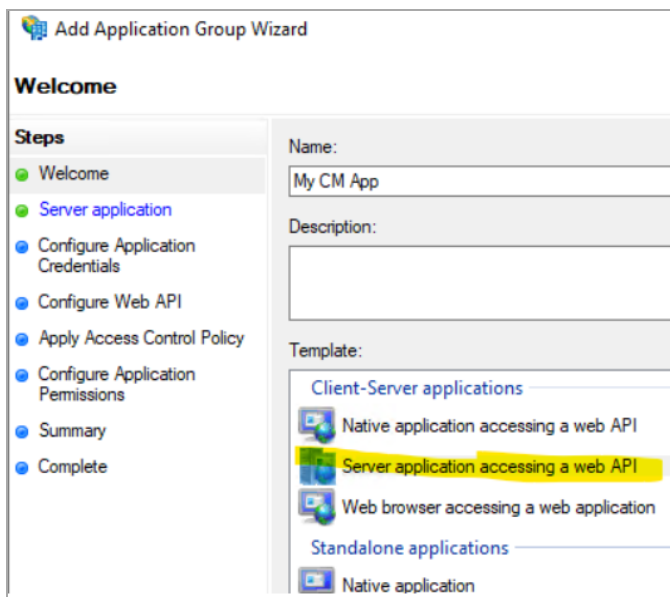 Add Application Group Wizard
Welcome
Steps
Welcome
Server application
Configure Application
Credentials
Configure Web API
Apply Access Control Policy
Configure Application
Permissions
Summary
Complete
Name:
My CM App
Description:
Template:
Client-Server applications
Native application accessing a web API
Server application accessing a web API
Web browser accessing a web application
Standalone applications
Native application